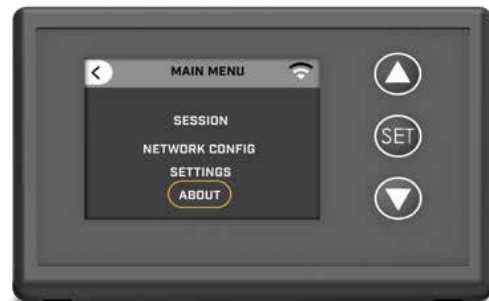 MAIN MENU
SESSION
NETWORK CONFIG
SETTINGS
ABOUT
SET